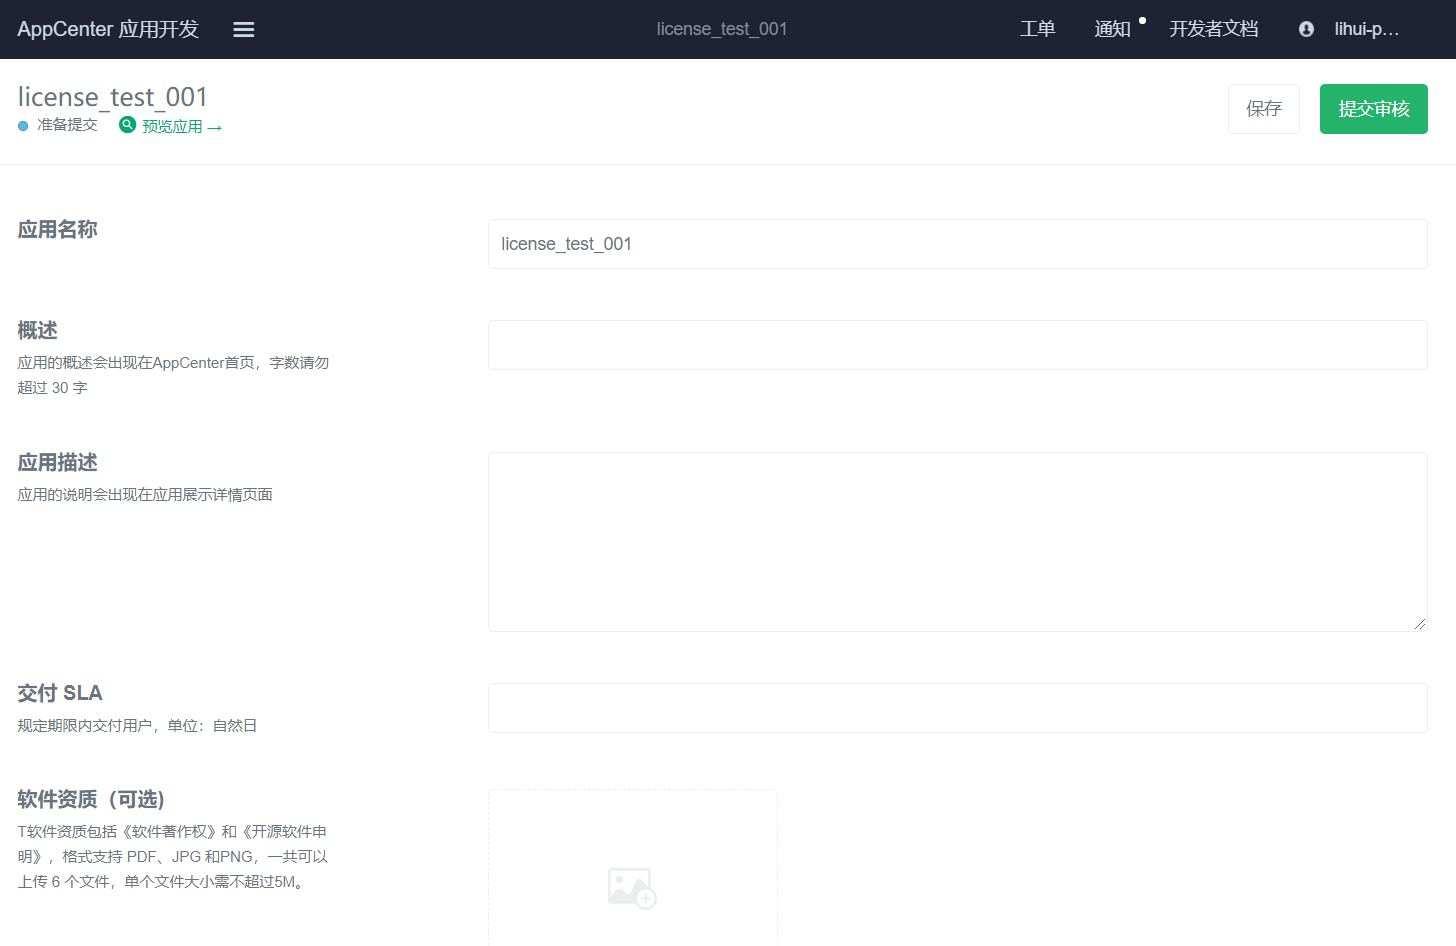 AppCenter 应用开发
license_test_001
工单
通知
开发者文档
lihui-p...
license_test_001
准备提交
预览应用→
保存
提交审核
应用名称
license_test_001
概述
应用的概述会出现在AppCenter首页，字数请勿
超过 30 字
应用描述
应用的说明会出现在应用展示详情页面
交付 SLA
规定期限内交付用户，单位：自然日
软件资质（可选)
T软件资质包括《软件著作权》和《开源软件申
明》，格式支持 PDF、JPG 和PNG，一共可以
上传 6 个文件，单个文件大小需不超过5M。